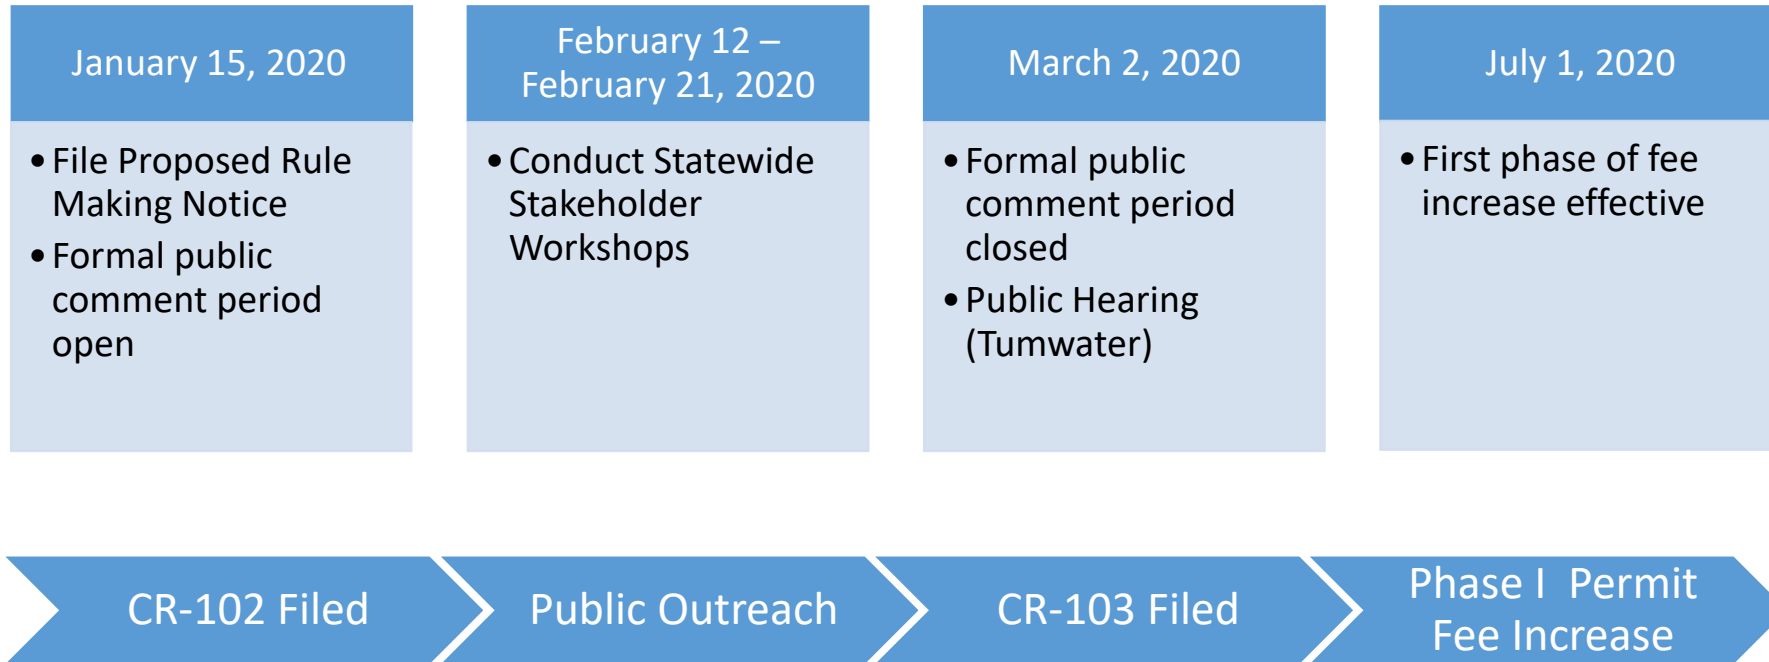 January 15, 2020
• File Proposed Rule
Making Notice
• Formal public
comment period
open
February 12 –
February 21, 2020
• Conduct Statewide
Stakeholder
Workshops
March 2, 2020
• Formal public
comment period
closed
• Public Hearing
(Tumwater)
July 1, 2020
• First phase of fee
increase effective
CR-102 Filed
Public Outreach
CR-103 Filed
Phase I  Permit
Fee Increase